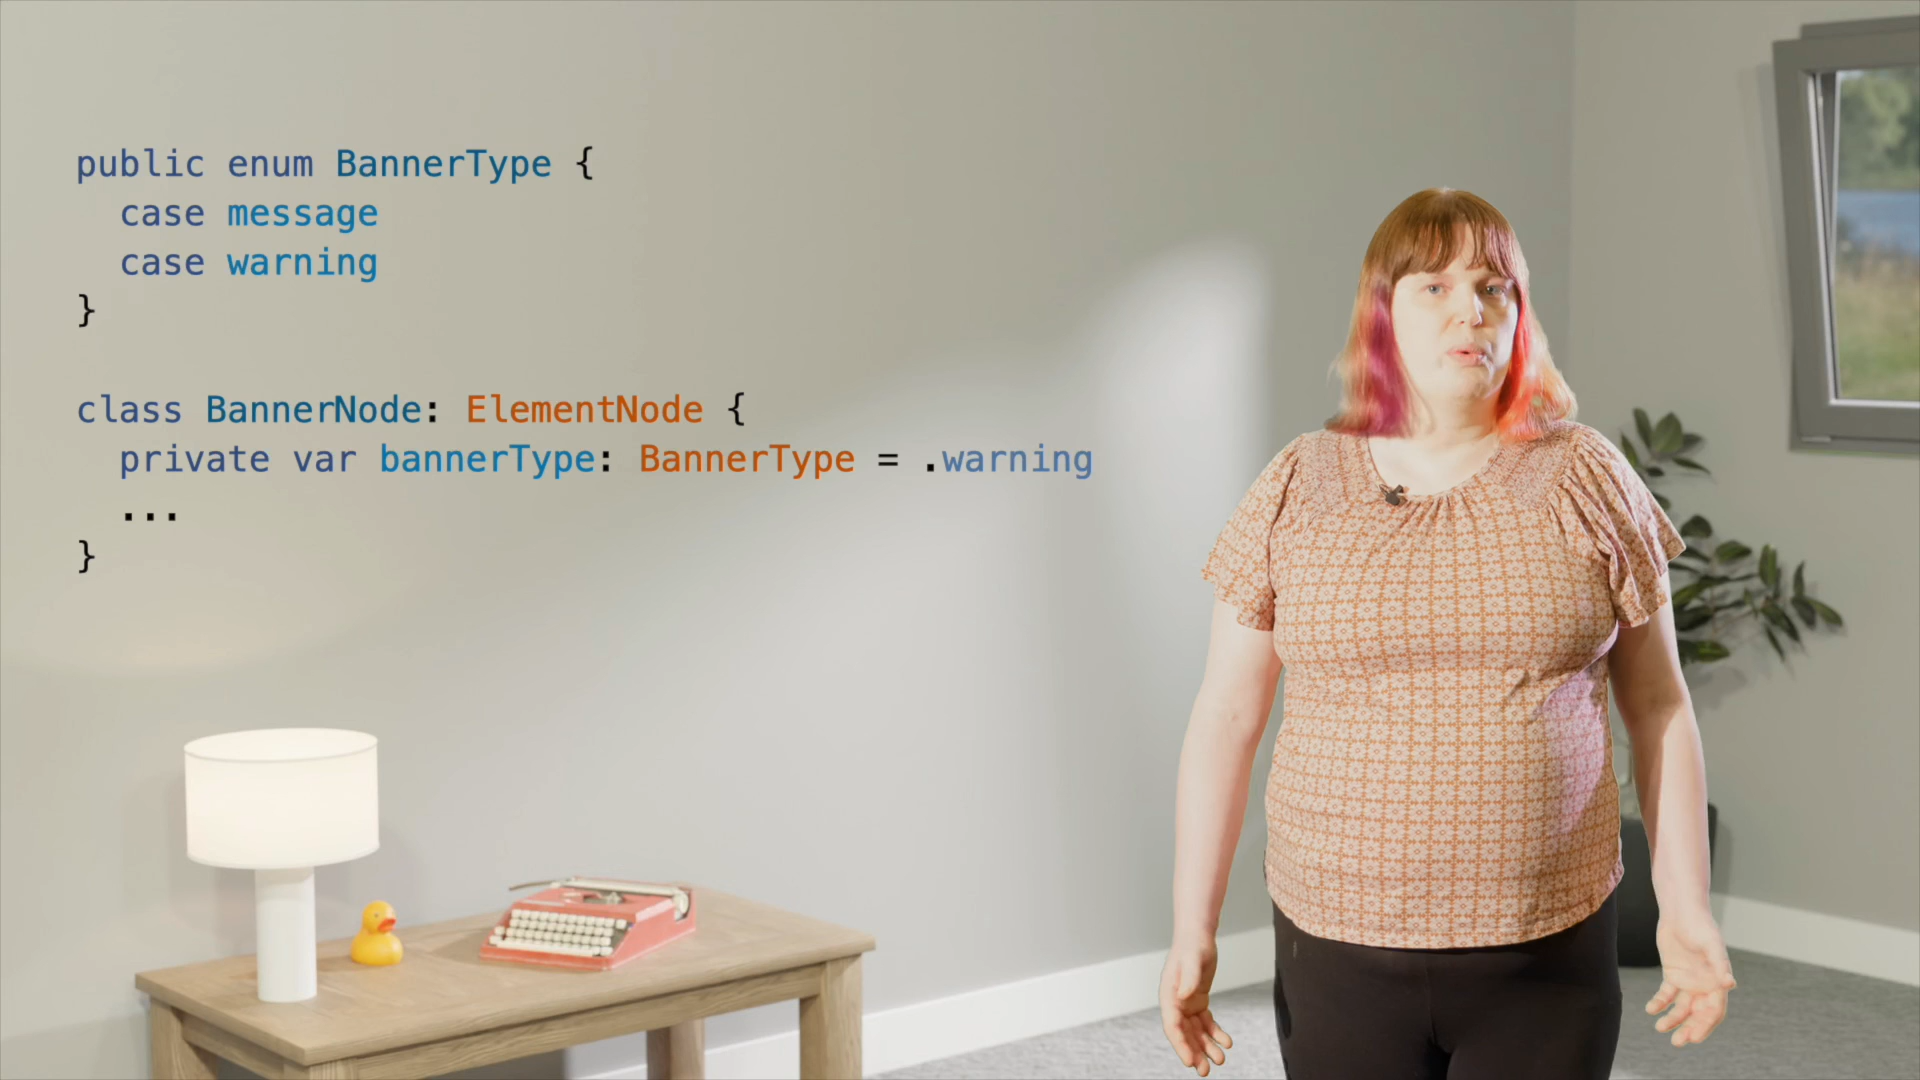 public enum BannerType {
  case message
  case warning
}
class BannerNode: ElementNode {
  private var bannerType: BannerType = .warning
  ...
}